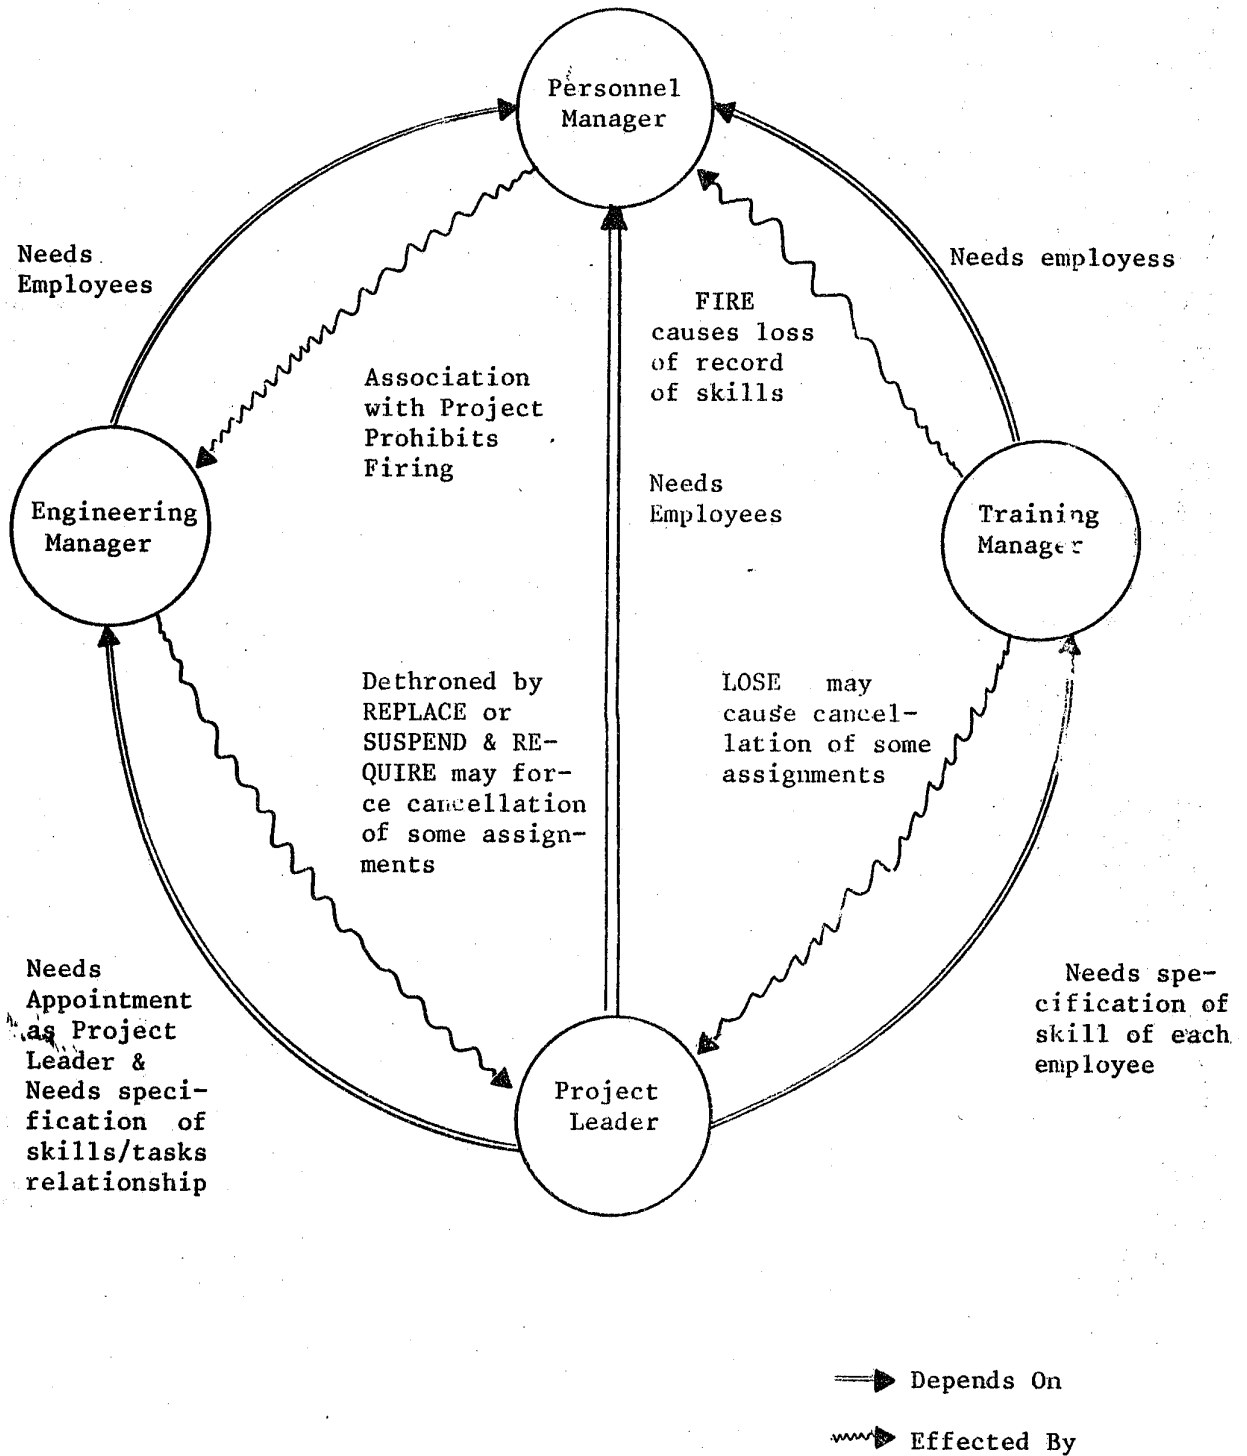 Personnel
Manager
Needs
Employees
Needs employess
FIRE
causes loss
of record
of skills
Association
with Project
Prohibits
Firing
Needs
Employees
Engineering
Manager
Training
Manager
Dethroned by
REPLACE or
SUSPEND & RE-
QUIRE may for-
ce cancellation
of some assign-
ments
LOSE may
cause cancel-
lation of some
assignments
Needs
Appointment
as Project
Leader &
Needs speci-
fication of
skills/tasks
relationship
Needs spe-
cification of
skill of each
employee
Project
Leader
Depends On
Effected By